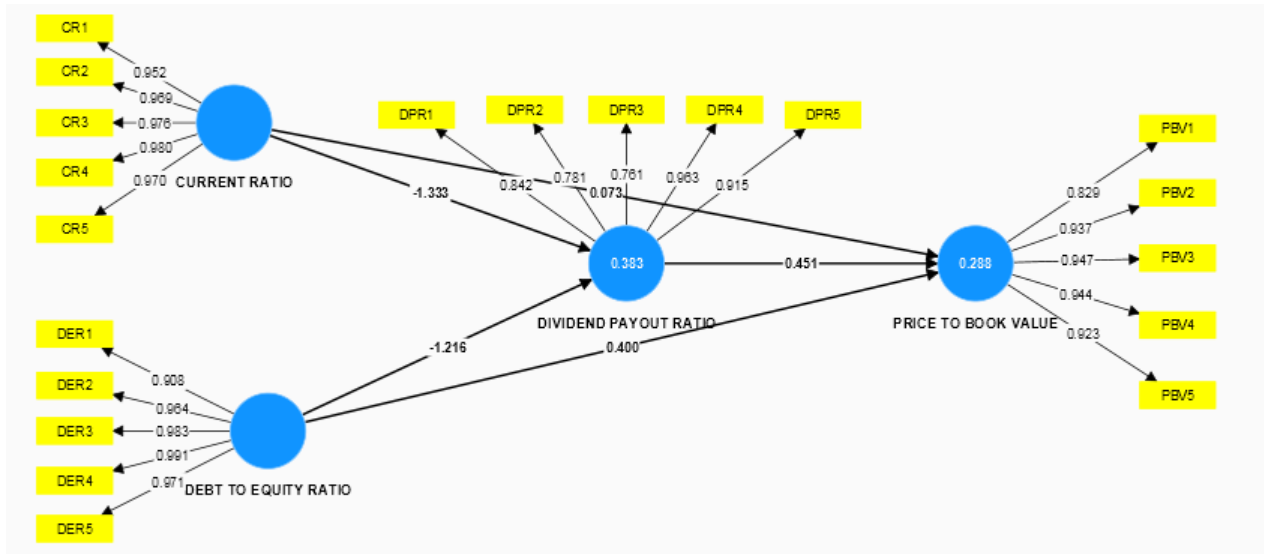 CR1
CR2
CR3
CR4
CR5
0.952
0.969
0.976
0.980
0.970
CURRENT RATIO
DPR1
DPR2
DPR3
DPR4
DPR5
0.842
0.781
0.761
0.963
0.915
-1.333
0.073
0.383
DIVIDEND PAYOUT RATIO
0.451
0.288
PRICE TO BOOK VALUE
PBV1
PBV2
PBV3
PBV4
PBV5
0.829
0.937
0.947
0.944
0.923
-1.216
0.400
DER1
DER2
DER3
DER4
DER5
0.908
0.964
0.983
0.991
0.971
DEBT TO EQUITY RATIO